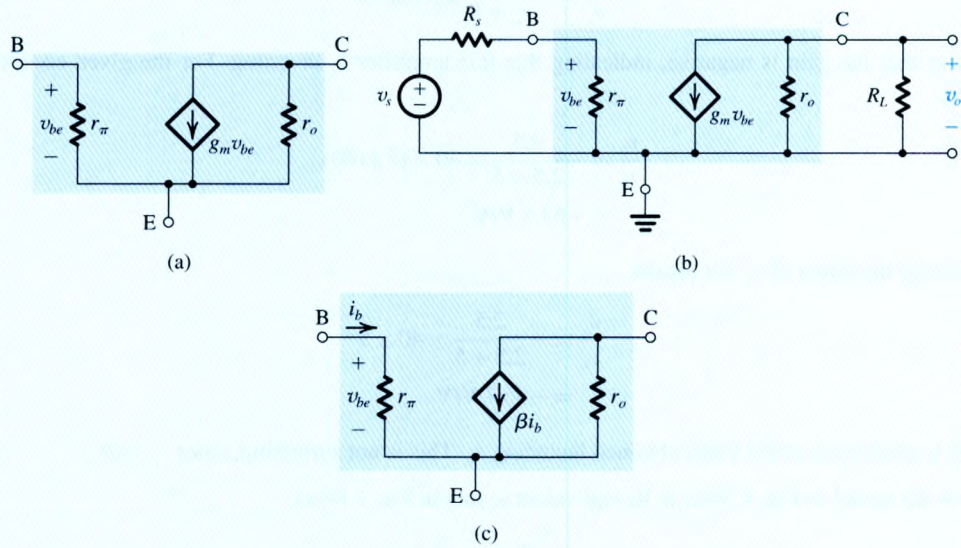 B
C
+
v_be
−
r_π
g_m v_be
r_o
E
(a)
R_s
B
C
v_s
+
−
+
v_be
−
r_π
g_m v_be
r_o
R_L
+
v_o
−
E
(b)
B
i_b
C
+
v_be
−
r_π
βi_b
r_o
E
(c)